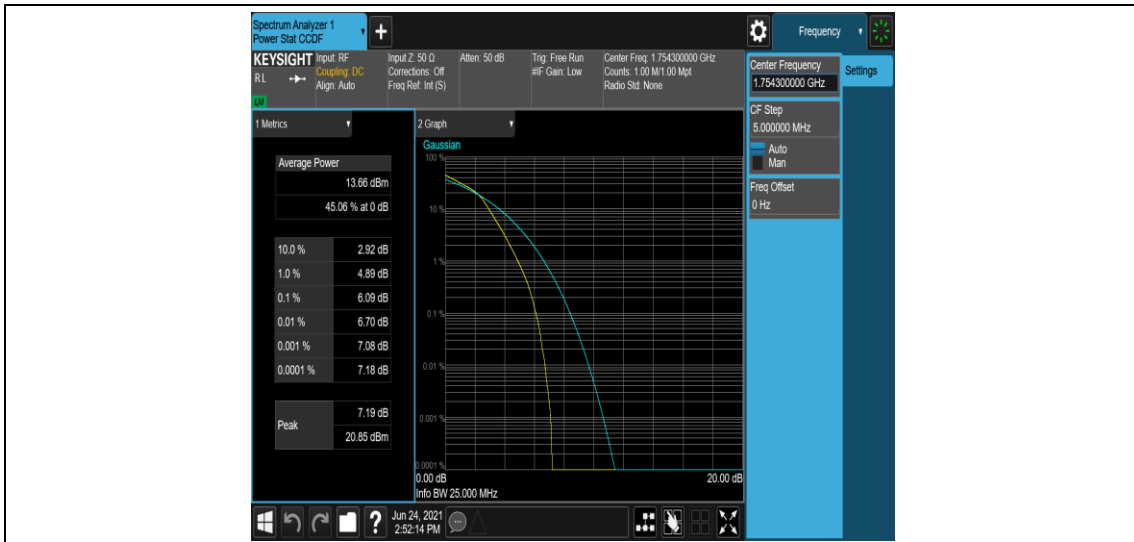 Spectrum Analyzer 1
Power Stat CCDF
Frequency
KEYSIGHT
Input: RF
Coupling: DC
Align: Auto
Input Z: 50 Ω
Corrections: Off
Freq Ref: Int (S)
Atten: 50 dB
Trig: Free Run
#IF Gain: Low
Center Freq: 1.754300000 GHz
Counts: 1.00 M/1.00 Mpt
Radio Std: None
RL
LXI
Center Frequency
1.754300000 GHz
Settings
CF Step
5.000000 MHz
Auto
Man
Freq Offset
0 Hz
1 Metrics
Average Power
13.66 dBm
45.06 % at 0 dB
10.0 % 2.92 dB
1.0 % 4.89 dB
0.1 % 6.09 dB
0.01 % 6.70 dB
0.001 % 7.08 dB
0.0001 % 7.18 dB
Peak
7.19 dB
20.85 dBm
2 Graph
Gaussian
100 %
10 %
1 %
0.1 %
0.01 %
0.001 %
0.0001 %
0.00 dB
20.00 dB
Info BW 25.000 MHz
Jun 24, 2021
2:52:14 PM